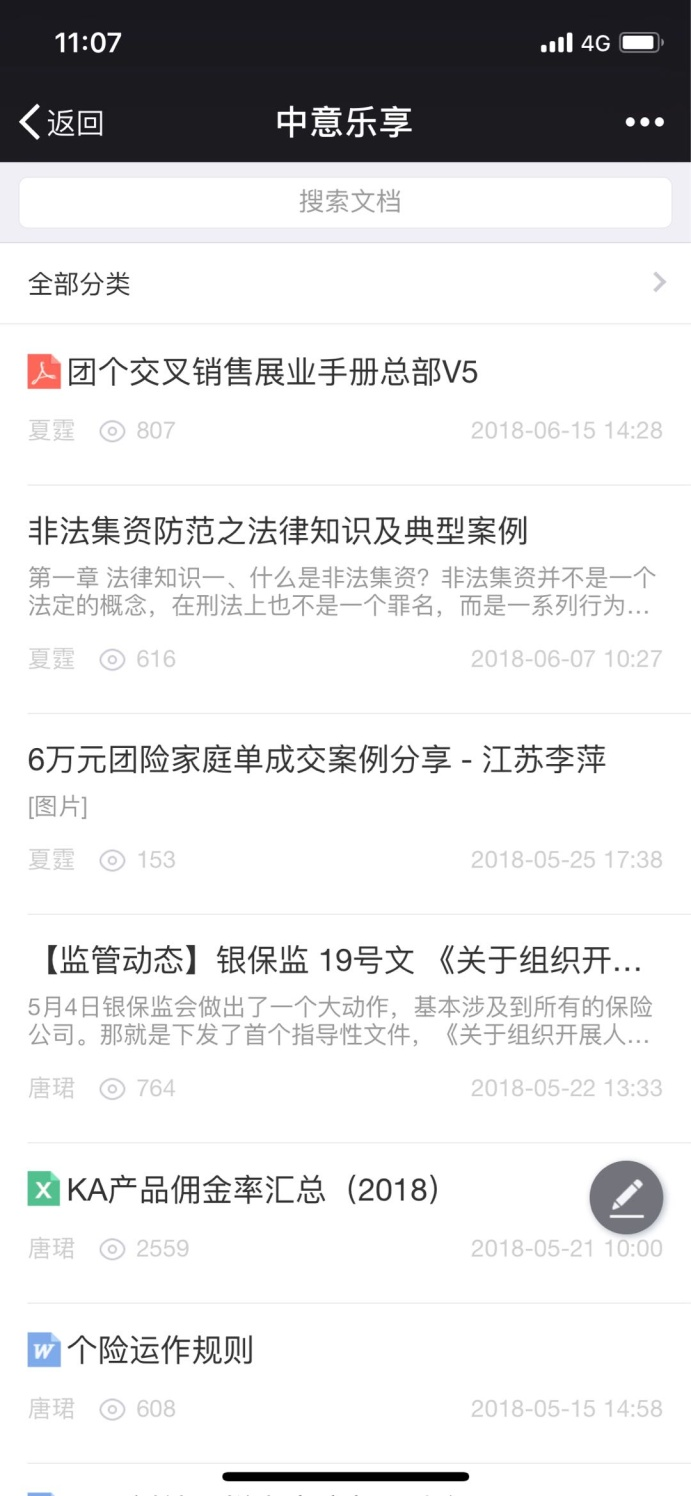 11:07
4G
返回
中意乐享
搜索文档
全部分类
团个交叉销售展业手册总部V5
夏霆 807 2018-06-15 14:28
非法集资防范之法律知识及典型案例
第一章 法律知识一、什么是非法集资？非法集资并不是一个
法定的概念，在刑法上也不是一个罪名，而是一系列行为...
夏霆 616 2018-06-07 10:27
6万元团险家庭单成交案例分享 - 江苏李萍
[图片]
夏霆 153 2018-05-25 17:38
【监管动态】银保监 19号文 《关于组织开...
5月4日银保监会做出了一个大动作，基本涉及到所有的保险
公司。那就是下发了首个指导性文件，《关于组织开展人...
唐珺 764 2018-05-22 13:33
X KA产品佣金率汇总（2018）
唐珺 2559 2018-05-21 10:00
W 个险运作规则
唐珺 608 2018-05-15 14:58